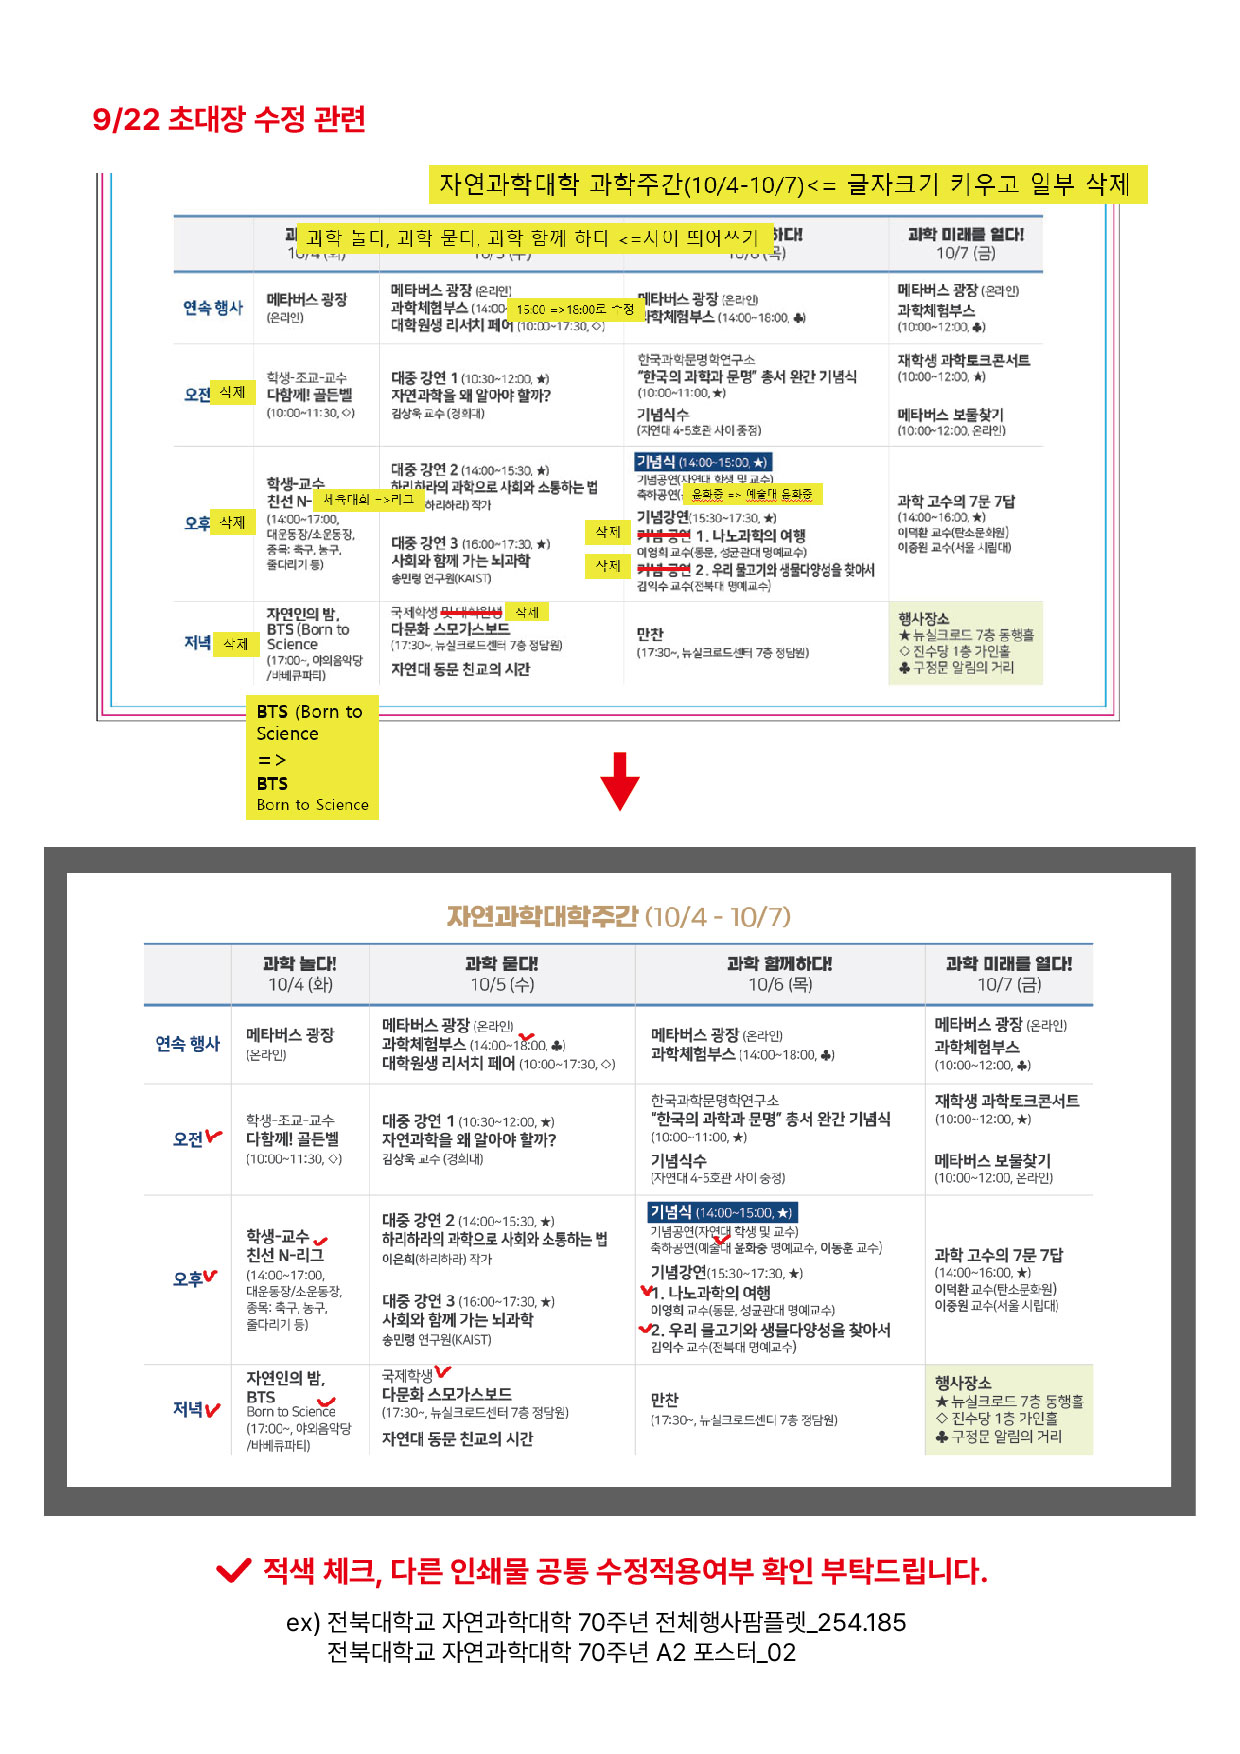 9/22 초대장 수정 관련
자연과학대학 과학주간(10/4-10/7)<= 글자크기 키우고 일부 삭제
과학 놀다, 과학 묻다, 과학 함께 하다 <=사이 띄어쓰기
하다!
과학 미래를 열다!
10/7 (금)
연속 행사
메타버스 광장
(온라인)
메타버스 광장 (온라인)
과학체험부스 (14:00~
15:00 =>18:00로 수정
대학원생 리서치 페어 (10:00~17:30, ◇)
메타버스 광장 (온라인)
과학체험부스 (14:00~18:00, ♣)
메타버스 광장 (온라인)
과학체험부스
(10:00~12:00, ♣)
오전
삭제
학생-조교-교수
다함께! 골든벨
(10:00~11:30, ◇)
대중 강연 1 (10:30~12:00, ★)
자연과학을 왜 알아야 할까?
김상욱 교수 (경희대)
한국과학문명학연구소
"한국의 과학과 문명" 총서 완간 기념식
(10:00~11:00, ★)
기념식수
(자연대 4-5호관 사이 중정)
재학생 과학토크콘서트
(10:00~12:00, ★)
메타버스 보물찾기
(10:00~12:00, 온라인)
오후
삭제
학생-교수
친선 N-
체육대회 =>리그
(14:00~17:00,
대운동장/소운동장,
종목: 축구, 농구,
줄다리기 등)
대중 강연 2 (14:00~15:30, ★)
하리하라의 과학으로 사회와 소통하는 법
(하리하라) 작가
대중 강연 3 (16:00~17:30, ★)
사회와 함께 가는 뇌과학
송민령 연구원(KAIST)
기념식 (14:00~15:00, ★)
기념공연(자연대 학생 및 교수)
축하공연(
윤화중 => 예술대 윤화중
기념강연(15:30~17:30, ★)
삭제
기념 공연 1. 나노과학의 여행
이영희 교수(동문, 성균관대 명예교수)
삭제
기념 공연 2. 우리 물고기와 생물다양성을 찾아서
김익수 교수(전북대 명예교수)
과학 고수의 7문 7답
(14:00~16:00, ★)
이덕환 교수(탄소문화원)
이중원 교수(서울 시립대)
저녁
삭제
자연인의 밤,
BTS (Born to
Science
(17:00~, 야외음악당
/바베큐파티)
국제학생 및 대학원생
삭제
다문화 스모가스보드
(17:30~, 뉴실크로드센터 7층 정담원)
자연대 동문 친교의 시간
만찬
(17:30~, 뉴실크로드센터 7층 정담원)
행사장소
★ 뉴실크로드 7층 동행홀
◇ 진수당 1층 가인홀
♣ 구정문 알림의 거리
BTS (Born to
Science
=>
BTS
Born to Science
자연과학대학주간 (10/4 - 10/7)
과학 놀다!
10/4 (화)
과학 묻다!
10/5 (수)
과학 함께하다!
10/6 (목)
과학 미래를 열다!
10/7 (금)
연속 행사
메타버스 광장
(온라인)
메타버스 광장 (온라인)
과학체험부스 (14:00~18:00, ♣)
대학원생 리서치 페어 (10:00~17:30, ◇)
메타버스 광장 (온라인)
과학체험부스 (14:00~18:00, ♣)
메타버스 광장 (온라인)
과학체험부스
(10:00~12:00, ♣)
오전
학생-조교-교수
다함께! 골든벨
(10:00~11:30, ◇)
대중 강연 1 (10:30~12:00, ★)
자연과학을 왜 알아야 할까?
김상욱 교수 (경희대)
한국과학문명학연구소
"한국의 과학과 문명" 총서 완간 기념식
(10:00~11:00, ★)
기념식수
(자연대 4-5호관 사이 중정)
재학생 과학토크콘서트
(10:00~12:00, ★)
메타버스 보물찾기
(10:00~12:00, 온라인)
오후
학생-교수
친선 N-리그
(14:00~17:00,
대운동장/소운동장,
종목: 축구, 농구,
줄다리기 등)
대중 강연 2 (14:00~15:30, ★)
하리하라의 과학으로 사회와 소통하는 법
이은희(하리하라) 작가
대중 강연 3 (16:00~17:30, ★)
사회와 함께 가는 뇌과학
송민령 연구원(KAIST)
기념식 (14:00~15:00, ★)
기념공연(자연대 학생 및 교수)
축하공연(예술대 윤화중 명예교수, 이동훈 교수)
기념강연(15:30~17:30, ★)
1. 나노과학의 여행
이영희 교수(동문, 성균관대 명예교수)
2. 우리 물고기와 생물다양성을 찾아서
김익수 교수(전북대 명예교수)
과학 고수의 7문 7답
(14:00~16:00, ★)
이덕환 교수(탄소문화원)
이중원 교수(서울 시립대)
저녁
자연인의 밤,
BTS
Born to Science
(17:00~, 야외음악당
/바베큐파티)
국제학생
다문화 스모가스보드
(17:30~, 뉴실크로드센터 7층 정담원)
자연대 동문 친교의 시간
만찬
(17:30~, 뉴실크로드센터 7층 정담원)
행사장소
★ 뉴실크로드 7층 동행홀
◇ 진수당 1층 가인홀
♣ 구정문 알림의 거리
적색 체크, 다른 인쇄물 공통 수정적용여부 확인 부탁드립니다.
ex) 전북대학교 자연과학대학 70주년 전체행사팜플렛_254.185
전북대학교 자연과학대학 70주년 A2 포스터_02